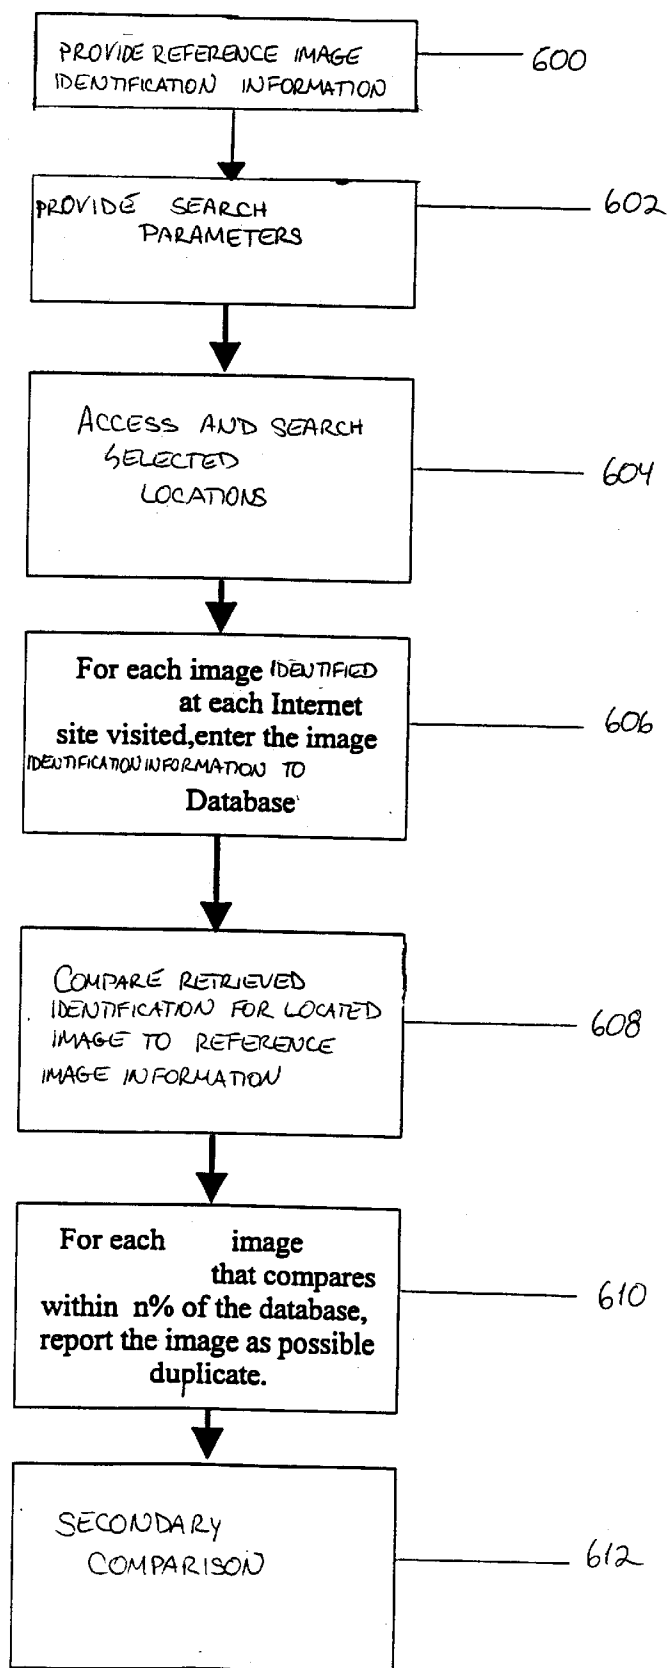 PROVIDE REFERENCE IMAGE
IDENTIFICATION INFORMATION
600
PROVIDE SEARCH
PARAMETERS
602
ACCESS AND SEARCH
SELECTED
LOCATIONS
604
For each image IDENTIFIED
at each Internet
site visited,enter the image
IDENTIFICATION INFORMATION TO
Database
606
COMPARE RETRIEVED
IDENTIFICATION FOR LOCATED
IMAGE TO REFERENCE
IMAGE INFORMATION
608
For each image
that compares
within n% of the database,
report the image as possible
duplicate.
610
SECONDARY
COMPARISON
612